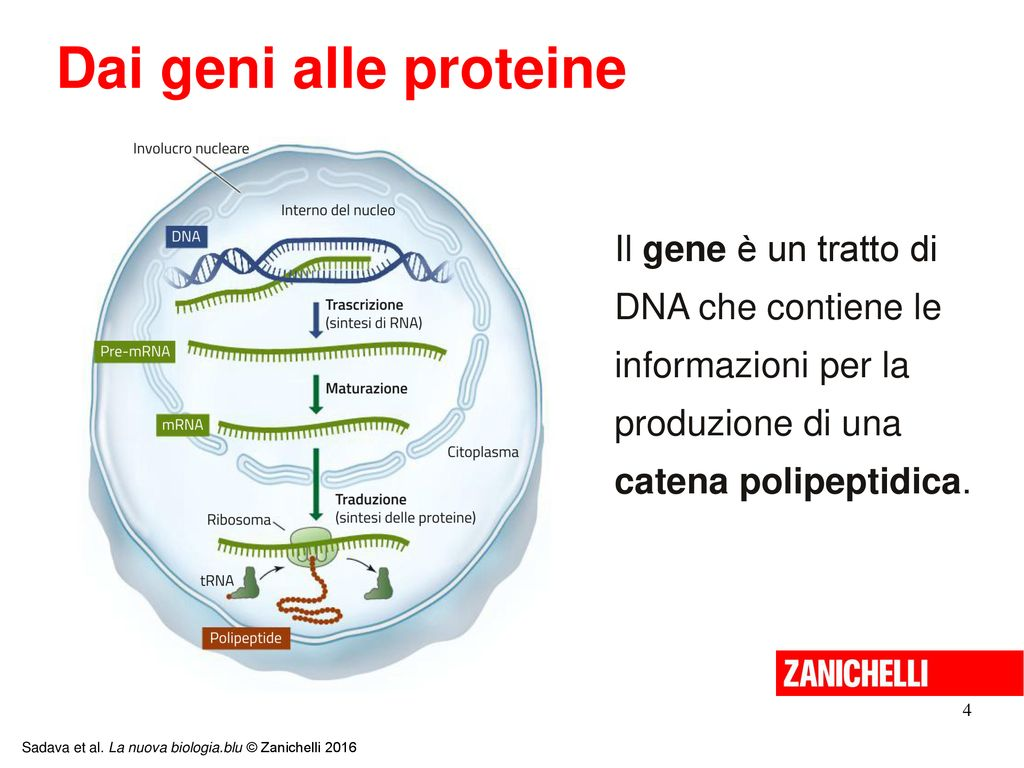 Dai geni alle proteine
Involucro nucleare
Interno del nucleo
DNA
Trascrizione
(sintesi di RNA)
Pre-mRNA
Maturazione
mRNA
Citoplasma
Traduzione
(sintesi delle proteine)
Ribosoma
tRNA
Polipeptide
Il gene è un tratto di
DNA che contiene le
informazioni per la
produzione di una
catena polipeptidica.
ZANICHELLI
4
Sadava et al. La nuova biologia.blu © Zanichelli 2016